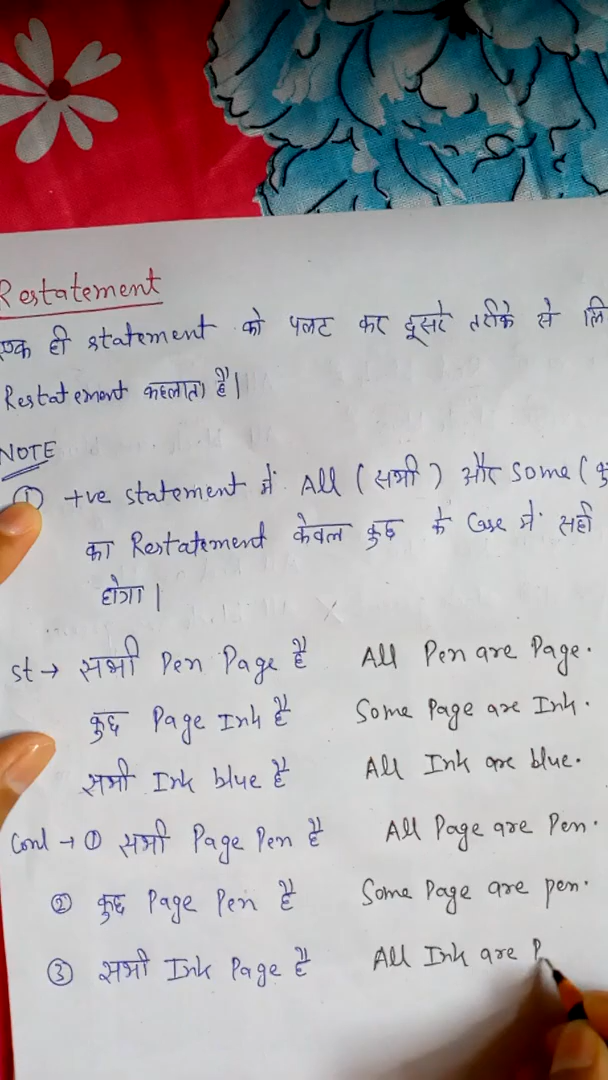 Restatement
एक ही statement को पलट कर दूसरे तरीके से लि
Restatement कहलाता है।
NOTE
① +ve statement में All (सभी) और Some (कु
का Restatement केवल कुछ के Case में सही
होगा।
st → सभी Pen Page है All Pen are Page.
कुछ Page Ink है Some Page are Ink.
सभी Ink blue है All Ink are blue.
Conl → ① सभी Page Pen है All Page are Pen.
② कुछ Page Pen है Some Page are pen.
③ सभी Ink Page है All Ink are P